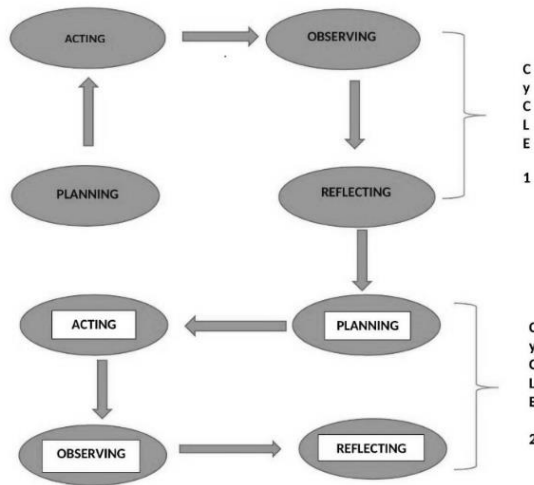 ACTING
OBSERVING
PLANNING
REFLECTING
C
y
C
L
E
1
ACTING
PLANNING
OBSERVING
REFLECTING
C
y
C
L
E
2